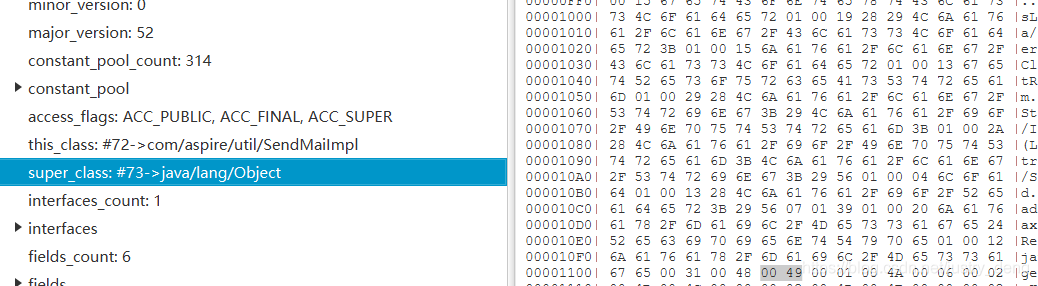 minor_version: 0
major_version: 52
constant_pool_count: 314
constant_pool
access_flags: ACC_PUBLIC, ACC_FINAL, ACC_SUPER
this_class: #72->com/aspire/util/SendMaiImpl
super_class: #73->java/lang/Object
interfaces_count: 1
interfaces
fields_count: 6
fields
00001000| 73 4C 6F 61 64 65 72 01 00 19 28 29 4C 6A 61 76 |sL
00001010| 61 2F 6C 61 6E 67 2F 43 6C 61 73 73 4C 6F 61 64 |a/
00001020| 65 72 3B 01 00 15 6A 61 76 61 2F 6C 61 6E 67 2F |er
00001030| 43 6C 61 73 73 4C 6F 61 64 65 72 01 00 13 67 65 |Cl
00001040| 74 52 65 73 6F 75 72 63 65 41 73 53 74 72 65 61 |tR
00001050| 6D 01 00 29 28 4C 6A 61 76 61 2F 6C 61 6E 67 2F |m.
00001060| 53 74 72 69 6E 67 3B 29 4C 6A 61 76 61 2F 69 6F |St
00001070| 2F 49 6E 70 75 74 53 74 72 65 61 6D 3B 01 00 2A |/I
00001080| 28 4C 6A 61 76 61 2F 69 6F 2F 49 6E 70 75 74 53 |(L
00001090| 74 72 65 61 6D 3B 4C 6A 61 76 61 2F 6C 61 6E 67 |tr
000010A0| 2F 53 74 72 69 6E 67 3B 29 56 01 00 04 6C 6F 61 |/S
000010B0| 64 01 00 13 28 4C 6A 61 76 61 2F 69 6F 2F 52 65 |d.
000010C0| 61 64 65 72 3B 29 56 07 01 39 01 00 20 6A 61 76 |ad
000010D0| 61 78 2F 6D 61 69 6C 2F 4D 65 73 73 61 67 65 24 |ax
000010E0| 52 65 63 69 70 69 65 6E 74 54 79 70 65 01 00 12 |Re
000010F0| 6A 61 76 61 78 2F 6D 61 69 6C 2F 4D 65 73 73 61 |ja
00001100| 67 65 00 31 00 48 00 49 00 01 00 4A 00 06 00 02 |ge